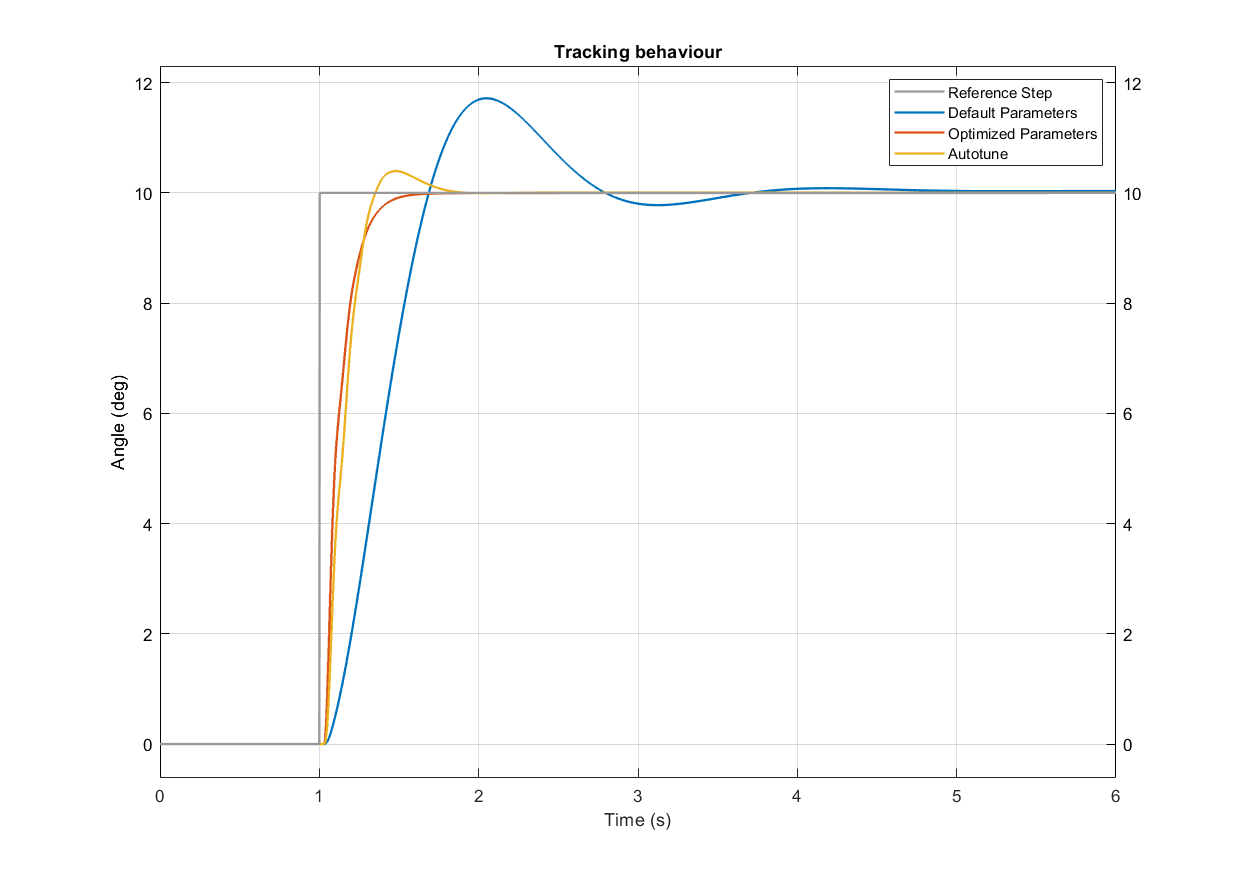 Tracking behaviour
12
10
8
6
4
2
0
Angle (deg)
12
10
8
6
4
2
0
Reference Step
Default Parameters
Optimized Parameters
Autotune
0 1 2 3 4 5 6
Time (s)